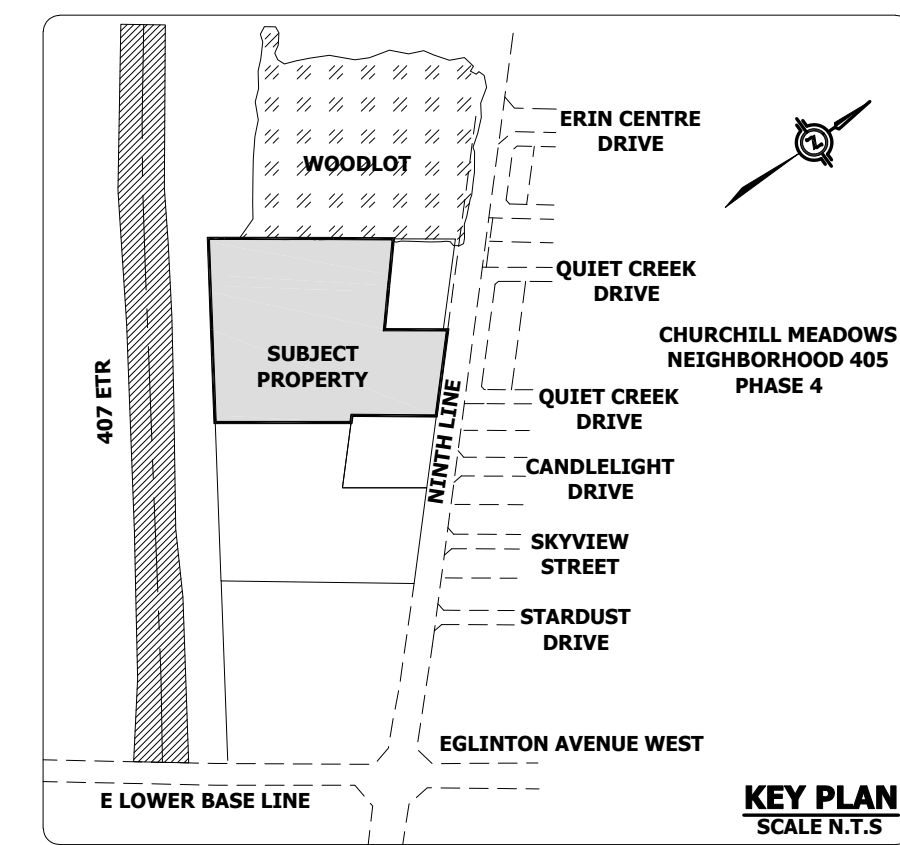 ERIN CENTRE
DRIVE
Z
WOODLOT
QUIET CREEK
DRIVE
CHURCHILL MEADOWS
NEIGHBORHOOD 405
PHASE 4
SUBJECT
PROPERTY
407 ETR
NINTH LINE
QUIET CREEK
DRIVE
CANDLELIGHT
DRIVE
SKYVIEW
STREET
STARDUST
DRIVE
EGLINTON AVENUE WEST
E LOWER BASE LINE
KEY PLAN
SCALE N.T.S